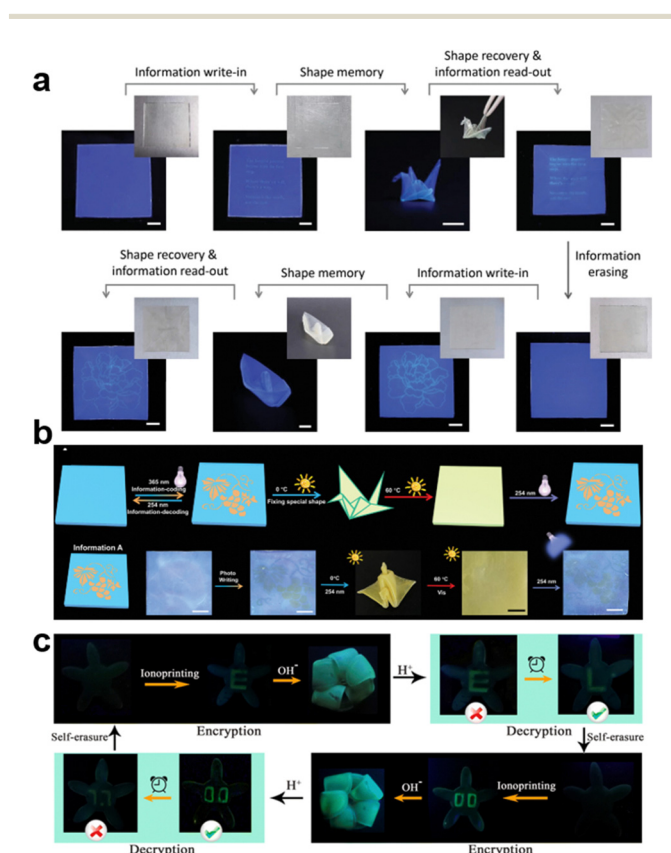 a
Information write-in
Shape memory
Shape recovery &
information read-out
Information
erasing
Shape recovery &
information read-out
Shape memory
Information write-in
b
365 nm
Information-coding
254 nm
Information-decoding
0 °C
Fixing special shape
60 °C
254 nm
Information A
Photo
Writing
0°C
254 nm
60 °C
Vis
254 nm
c
Ionoprinting
E
OH⁻
H⁺
E
L
Encryption
Decryption
Self-erasure
Self-erasure
00
H⁺
OH⁻
00
Ionoprinting
Decryption
Encryption